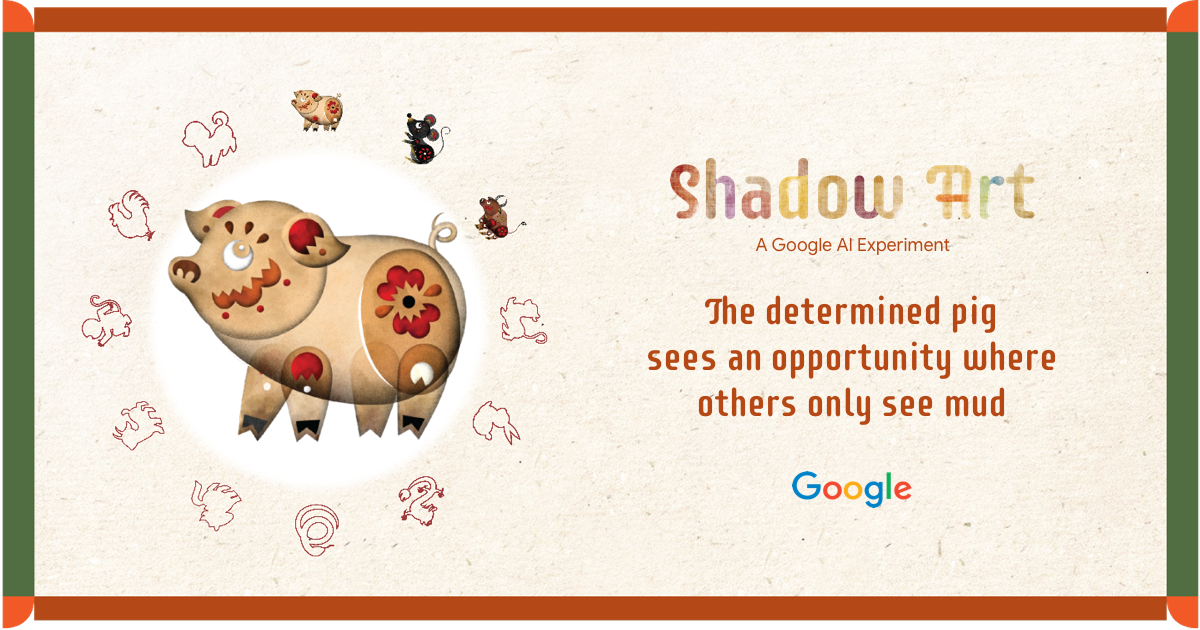 Shadow Art
A Google AI Experiment
The determined pig
sees an opportunity where
others only see mud
Google